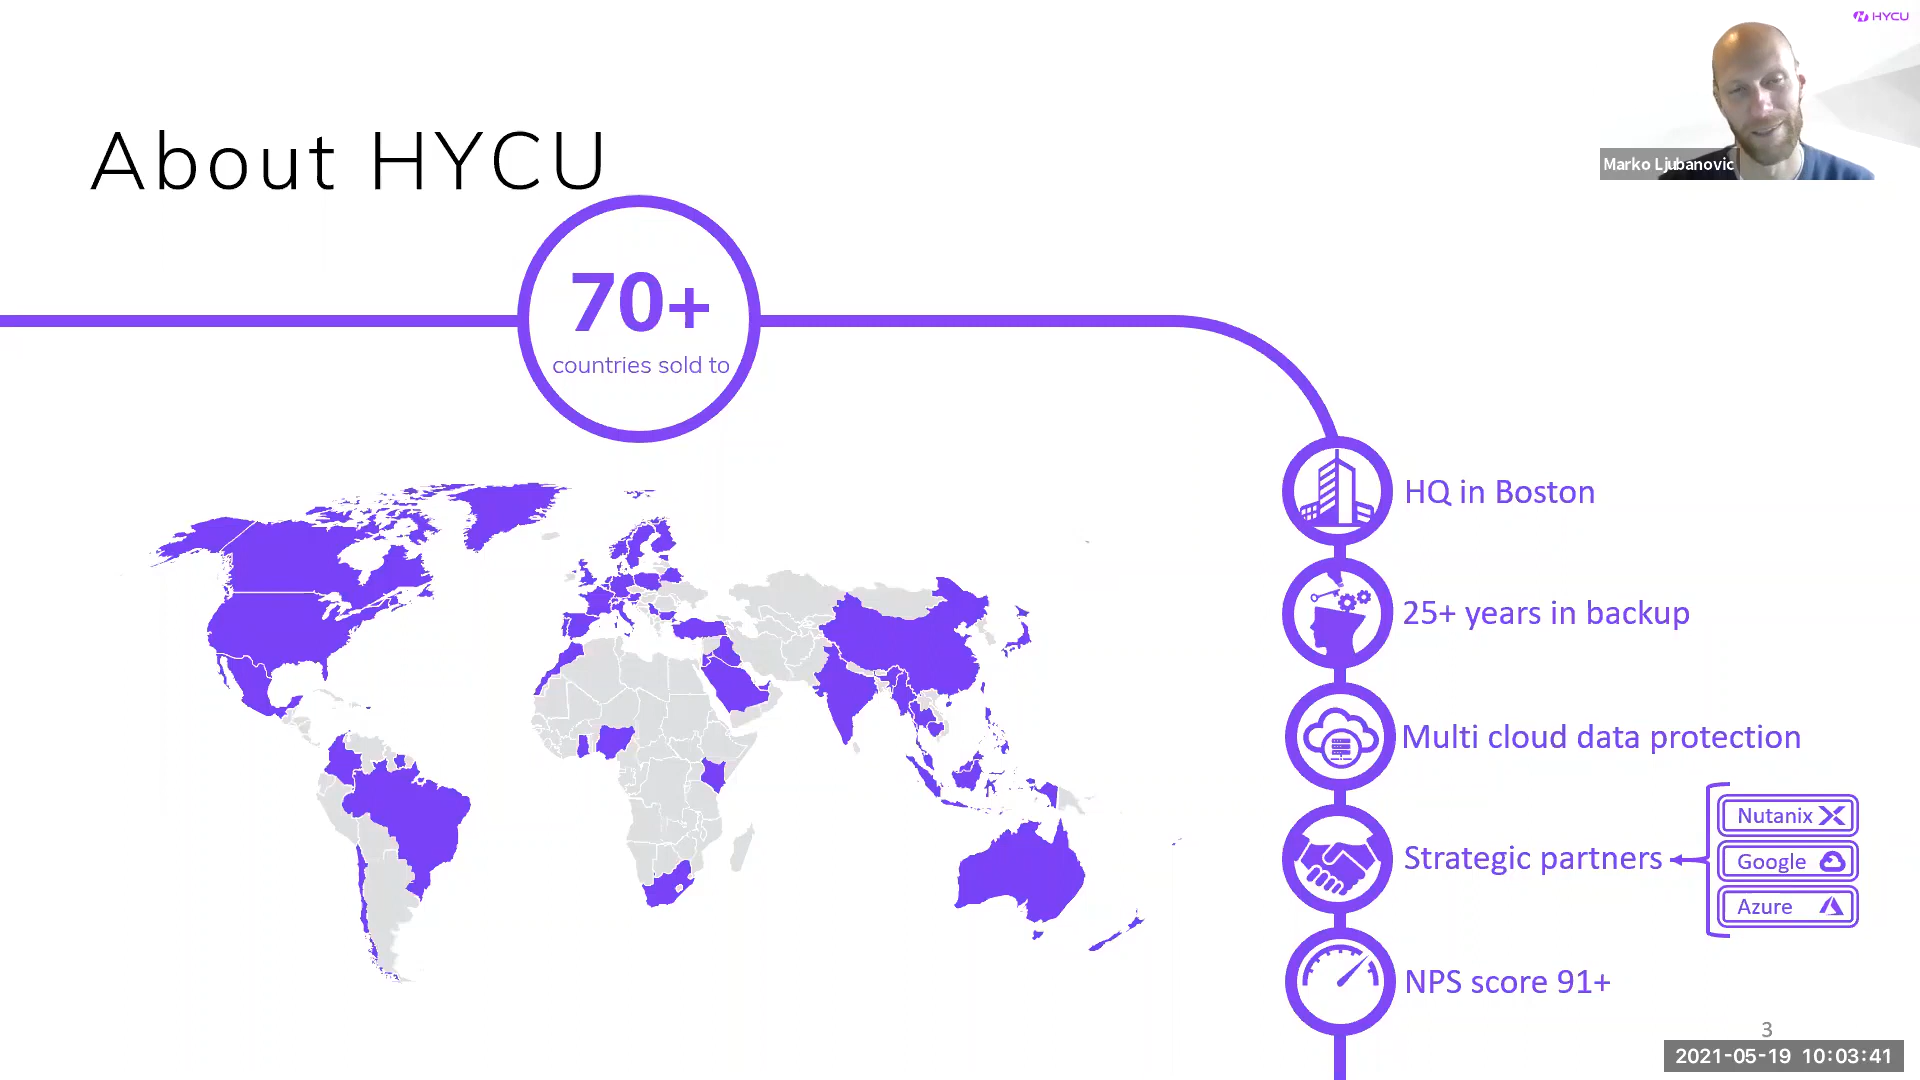 HYCU
Marko Ljubanovic
About HYCU
70+
countries sold to
HQ in Boston
25+ years in backup
Multi cloud data protection
Strategic partners
Nutanix
Google
Azure
NPS score 91+
3
2021-05-19 10:03:41